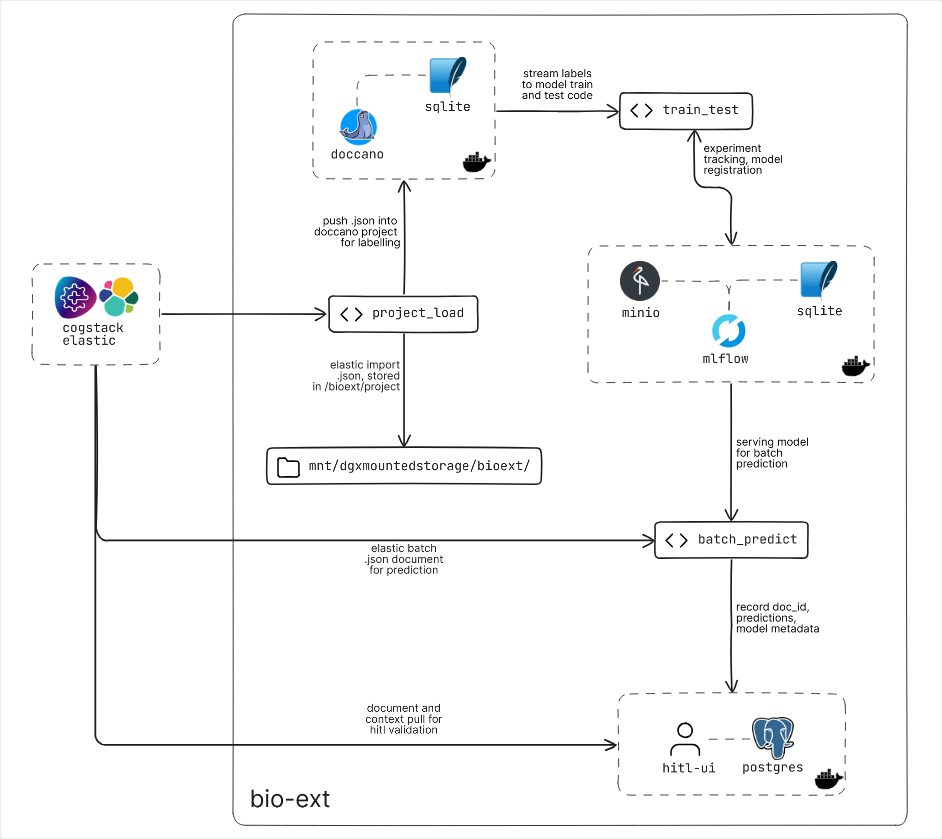 sqlite
doccano
stream labels
to model train
and test code
train_test
experiment
tracking, model
registration
push .json into
doccano project
for labelling
cogstack
elastic
project_load
minio
sqlite
mlflow
elastic import
.json, stored
in /bioext/project
mnt/dgxmountedstorage/bioext/
serving model
for batch
prediction
batch_predict
elastic batch
.json document
for prediction
record doc_id,
predictions,
model metadata
document and
context pull for
hitl validation
hitl-ui
postgres
bio-ext